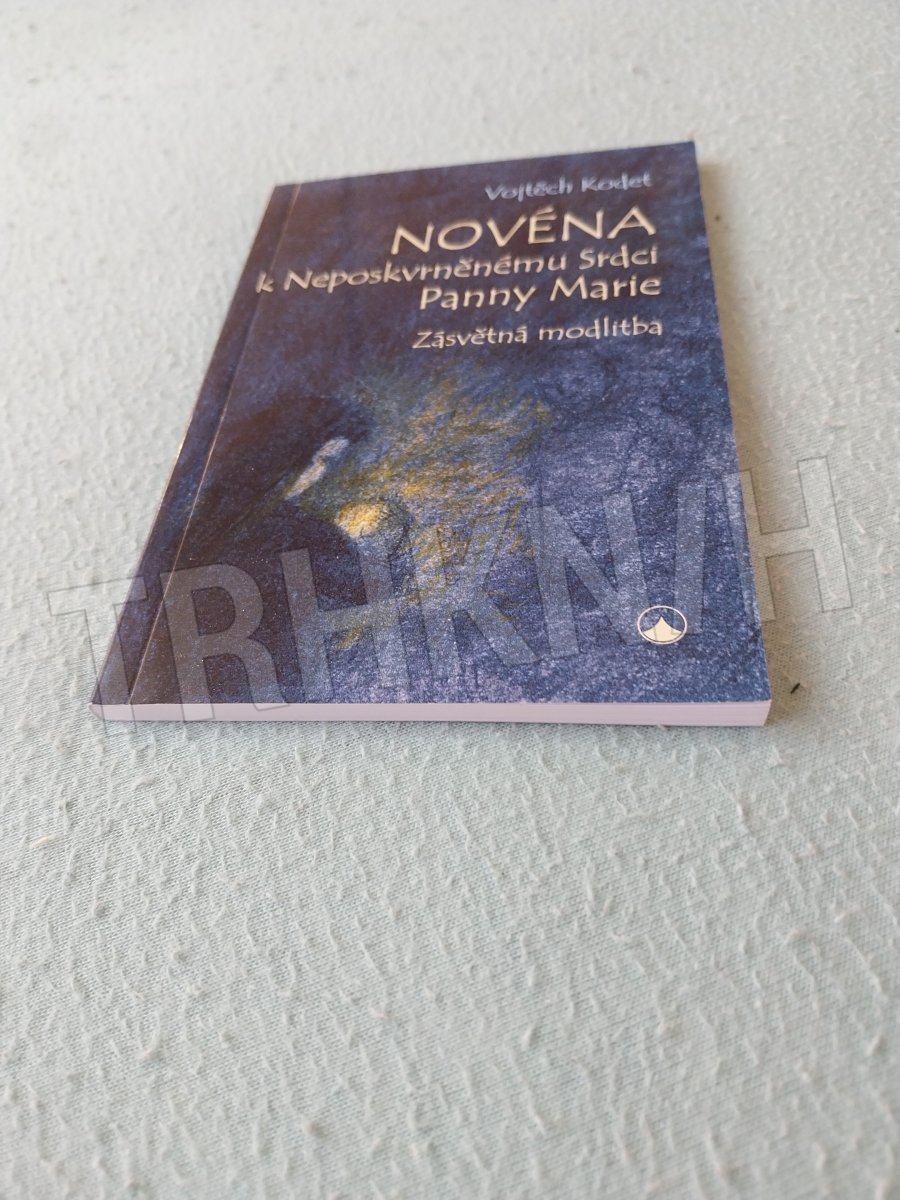 Vojtěch Kodet
NOVÉNA
k Neposkvrněnému Srdci
Panny Marie
Zásvětná modlitba
TRHKNIH